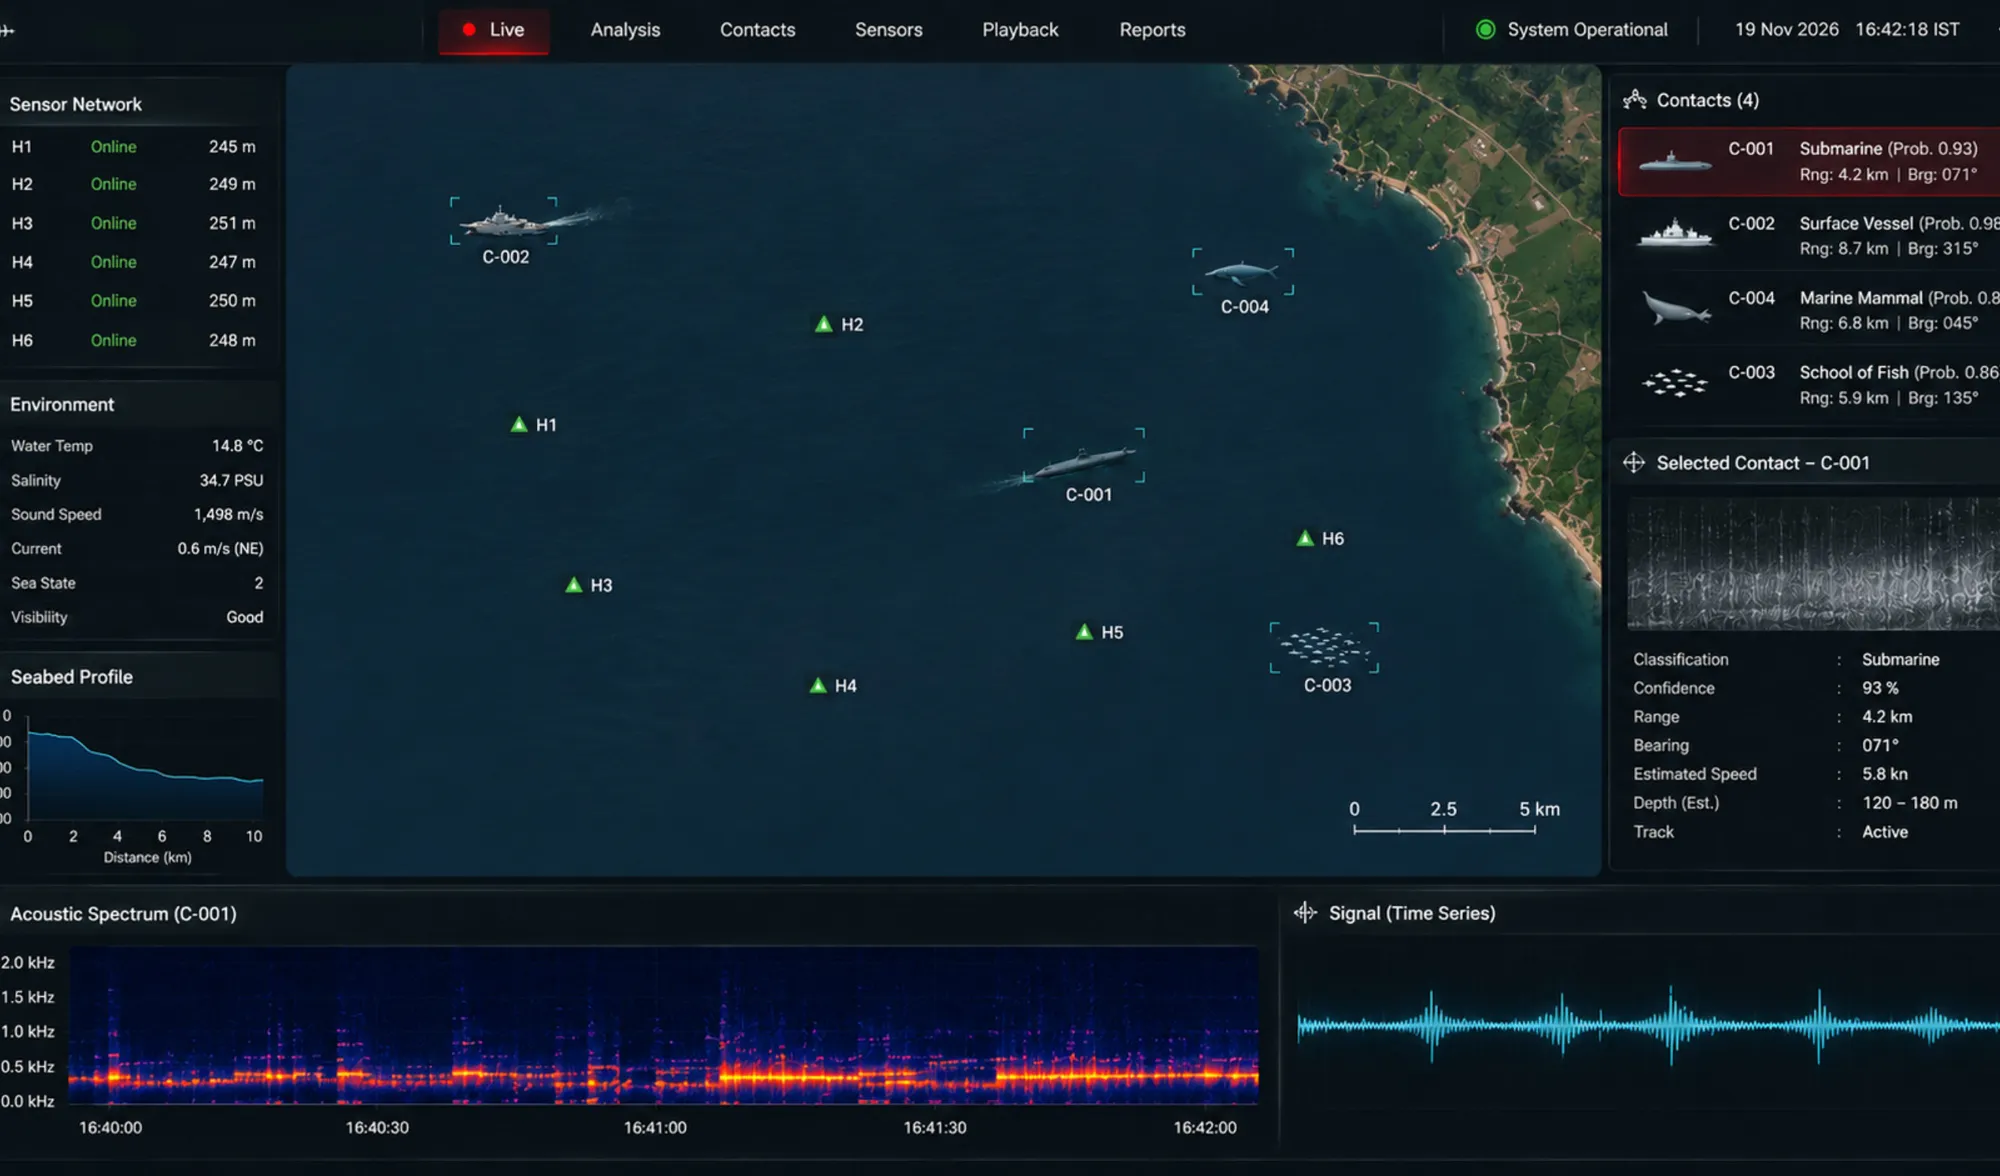 Live Analysis Contacts Sensors Playback Reports
System Operational 19 Nov 2026 16:42:18 IST
Sensor Network
H1 Online 245 m
H2 Online 249 m
H3 Online 251 m
H4 Online 247 m
H5 Online 250 m
H6 Online 248 m
Environment
Water Temp 14.8 °C
Salinity 34.7 PSU
Sound Speed 1,498 m/s
Current 0.6 m/s (NE)
Sea State 2
Visibility Good
Seabed Profile
0
00
00
00
00
0 2 4 6 8 10
Distance (km)
C-002
C-004
H2
H1
C-001
H6
H3
H5
H4
C-003
0 2.5 5 km
Contacts (4)
C-001 Submarine (Prob. 0.93)
Rng: 4.2 km | Brg: 071°
C-002 Surface Vessel (Prob. 0.98
Rng: 8.7 km | Brg: 315°
C-004 Marine Mammal (Prob. 0.8
Rng: 6.8 km | Brg: 045°
C-003 School of Fish (Prob. 0.86
Rng: 5.9 km | Brg: 135°
Selected Contact – C-001
Classification : Submarine
Confidence : 93 %
Range : 4.2 km
Bearing : 071°
Estimated Speed : 5.8 kn
Depth (Est.) : 120 – 180 m
Track : Active
Acoustic Spectrum (C-001)
2.0 kHz
1.5 kHz
1.0 kHz
0.5 kHz
0.0 kHz
16:40:00 16:40:30 16:41:00 16:41:30 16:42:00
Signal (Time Series)